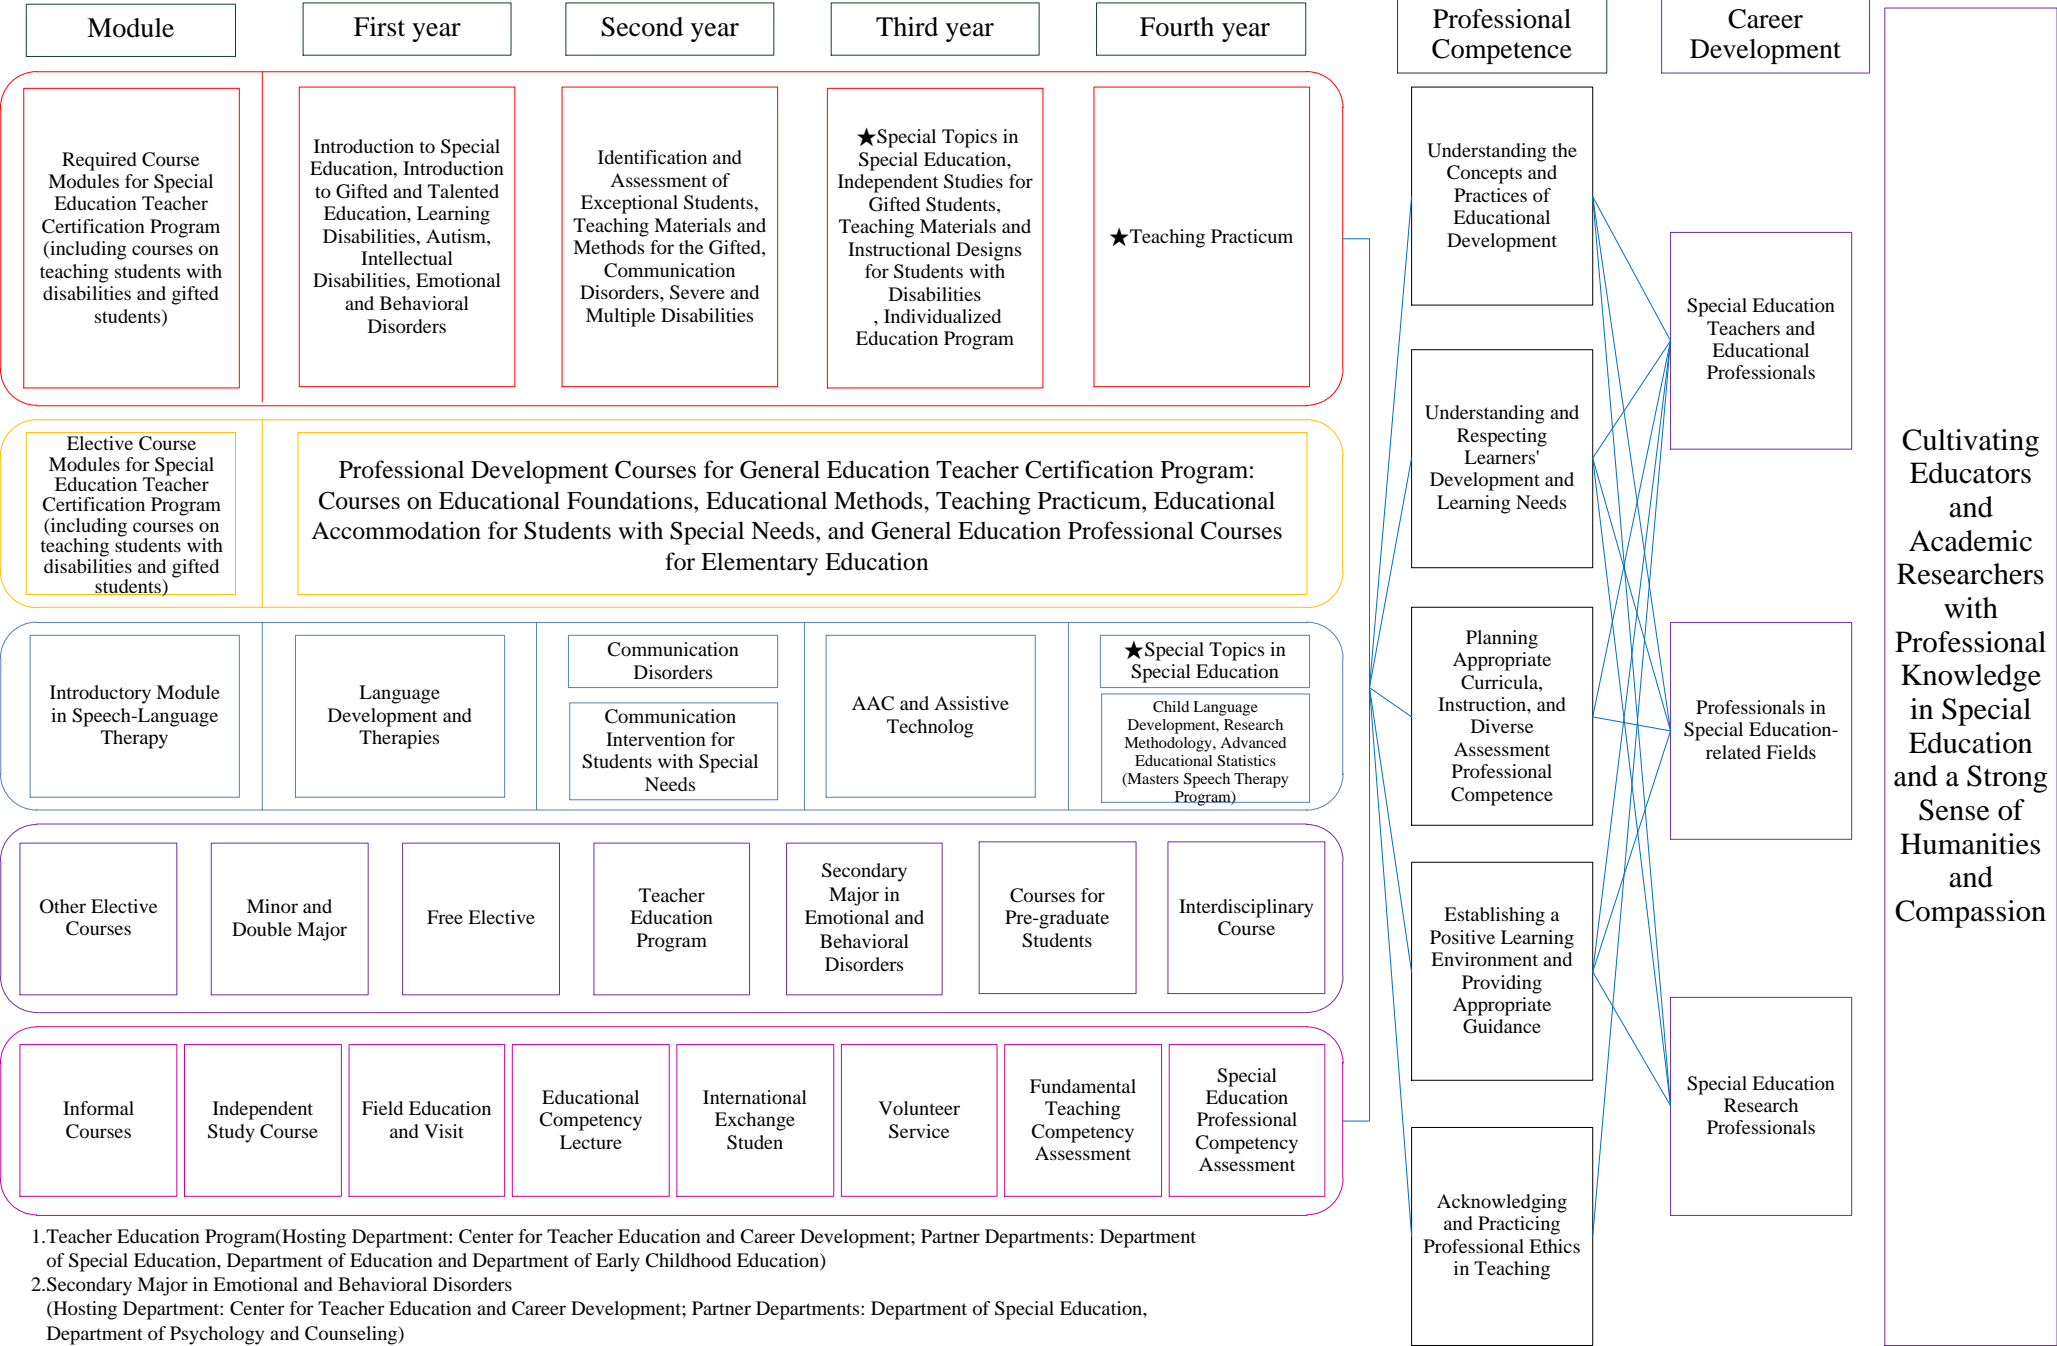 Module
First year
Second year
Third year
Fourth year
Professional
Competence
Career
Development
Required Course
Modules for Special
Education Teacher
Certification Program
(including courses on
teaching students with
disabilities and gifted
students)
Introduction to Special
Education, Introduction
to Gifted and Talented
Education, Learning
Disabilities, Autism,
Intellectual
Disabilities, Emotional
and Behavioral
Disorders
Identification and
Assessment of
Exceptional Students,
Teaching Materials and
Methods for the Gifted,
Communication
Disorders, Severe and
Multiple Disabilities
★Special Topics in
Special Education,
Independent Studies for
Gifted Students,
Teaching Materials and
Instructional Designs
for Students with
Disabilities
, Individualized
Education Program
★Teaching Practicum
Elective Course
Modules for Special
Education Teacher
Certification Program
(including courses on
teaching students with
disabilities and gifted
students)
Professional Development Courses for General Education Teacher Certification Program:
Courses on Educational Foundations, Educational Methods, Teaching Practicum, Educational
Accommodation for Students with Special Needs, and General Education Professional Courses
for Elementary Education
Introductory Module
in Speech-Language
Therapy
Language
Development and
Therapies
Communication
Disorders
Communication
Intervention for
Students with Special
Needs
AAC and Assistive
Technolog
★Special Topics in
Special Education
Child Language
Development, Research
Methodology, Advanced
Educational Statistics
(Masters Speech Therapy
Program)
Other Elective
Courses
Minor and
Double Major
Free Elective
Teacher
Education
Program
Secondary
Major in
Emotional and
Behavioral
Disorders
Courses for
Pre-graduate
Students
Interdisciplinary
Course
Informal
Courses
Independent
Study Course
Field Education
and Visit
Educational
Competency
Lecture
International
Exchange
Studen
Volunteer
Service
Fundamental
Teaching
Competency
Assessment
Special
Education
Professional
Competency
Assessment
Understanding the
Concepts and
Practices of
Educational
Development
Understanding and
Respecting
Learners'
Development and
Learning Needs
Planning
Appropriate
Curricula,
Instruction, and
Diverse
Assessment
Professional
Competence
Establishing a
Positive Learning
Environment and
Providing
Appropriate
Guidance
Acknowledging
and Practicing
Professional Ethics
in Teaching
Special Education
Teachers and
Educational
Professionals
Professionals in
Special Education-
related Fields
Special Education
Research
Professionals
Cultivating
Educators
and
Academic
Researchers
with
Professional
Knowledge
in Special
Education
and a Strong
Sense of
Humanities
and
Compassion
1.Teacher Education Program(Hosting Department: Center for Teacher Education and Career Development; Partner Departments: Department
of Special Education, Department of Education and Department of Early Childhood Education)
2.Secondary Major in Emotional and Behavioral Disorders
(Hosting Department: Center for Teacher Education and Career Development; Partner Departments: Department of Special Education,
Department of Psychology and Counseling)